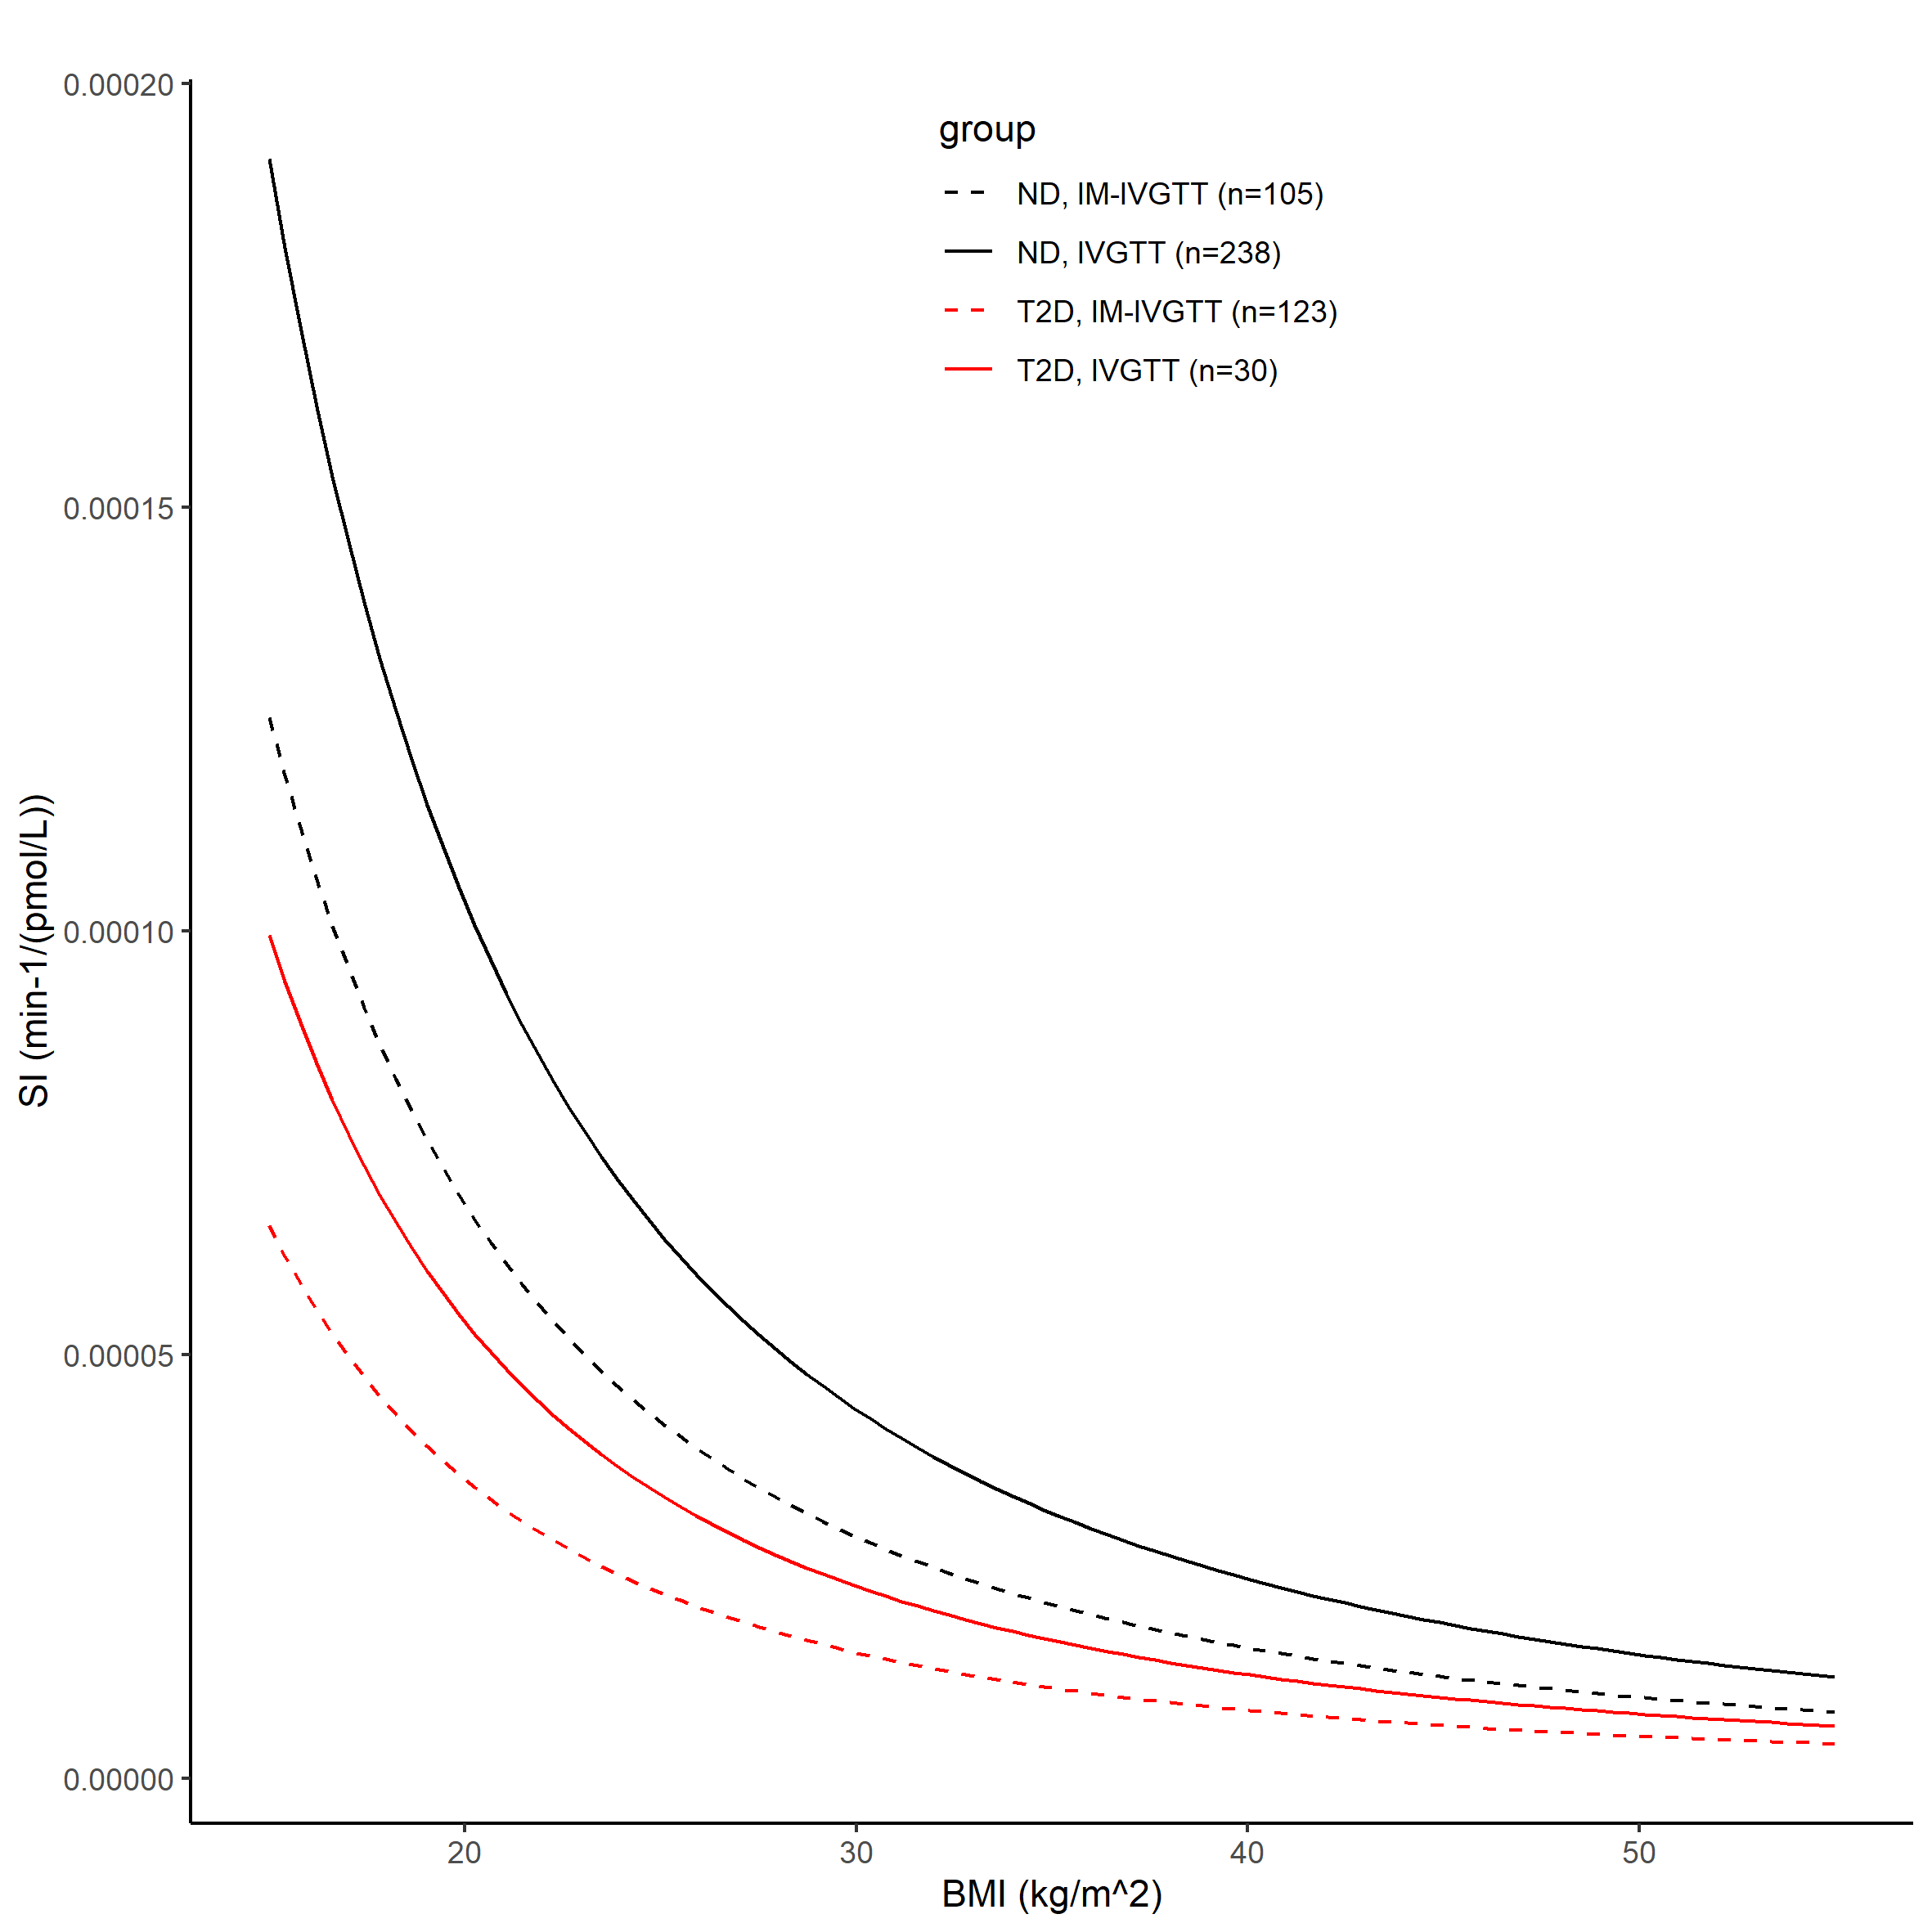 0.00020
0.00015
0.00010
0.00005
0.00000
SI (min-1/(pmol/L))
group
ND, IM-IVGTT (n=105)
ND, IVGTT (n=238)
T2D, IM-IVGTT (n=123)
T2D, IVGTT (n=30)
20 30 40 50
BMI (kg/m^2)